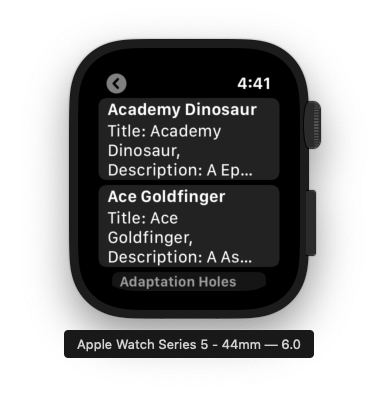 4:41
Academy Dinosaur
Title: Academy
Dinosaur,
Description: A Ep...
Ace Goldfinger
Title: Ace
Goldfinger,
Description: A As...
Adaptation Holes
Apple Watch Series 5 - 44mm — 6.0